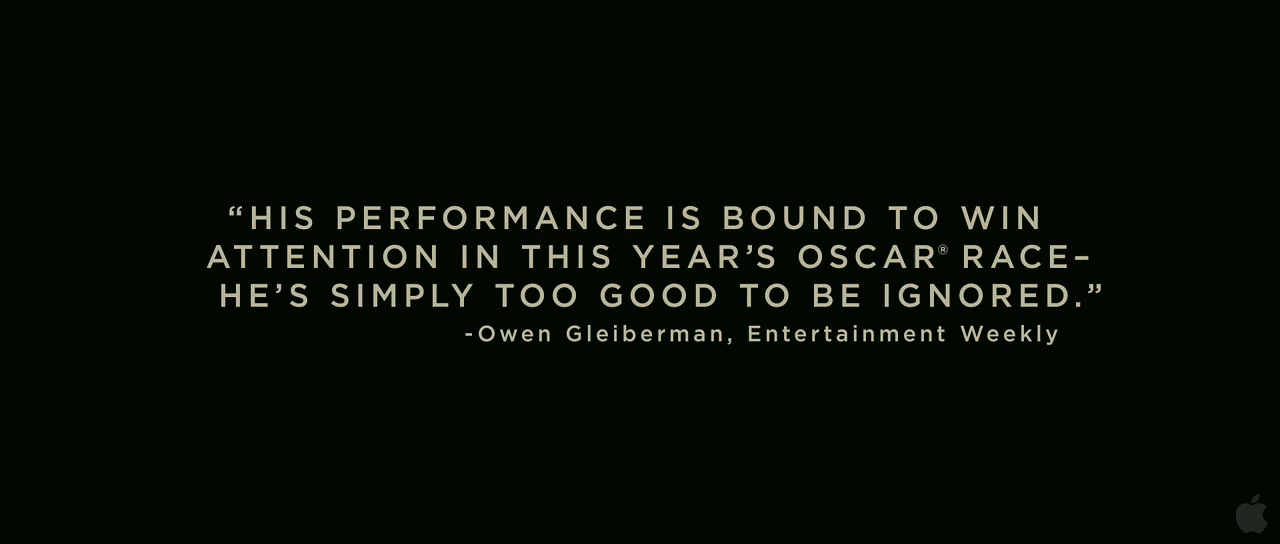 “HIS PERFORMANCE IS BOUND TO WIN
ATTENTION IN THIS YEAR’S OSCAR® RACE–
HE’S SIMPLY TOO GOOD TO BE IGNORED.”
-Owen Gleiberman, Entertainment Weekly